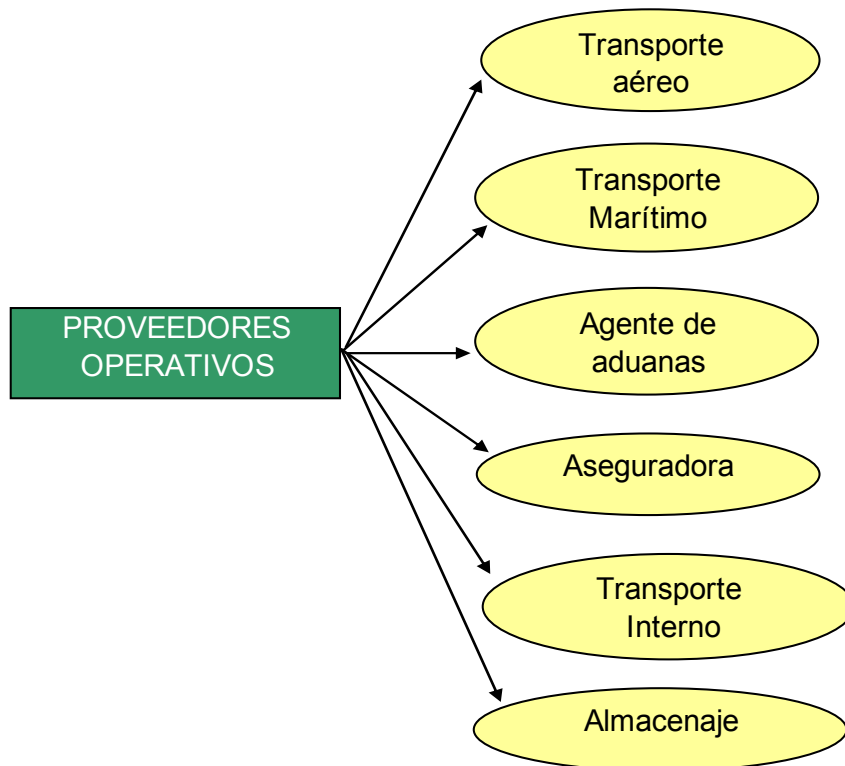 Transporte
aéreo
Transporte
Marítimo
PROVEEDORES
OPERATIVOS
Agente de
aduanas
Aseguradora
Transporte
Interno
Almacenaje